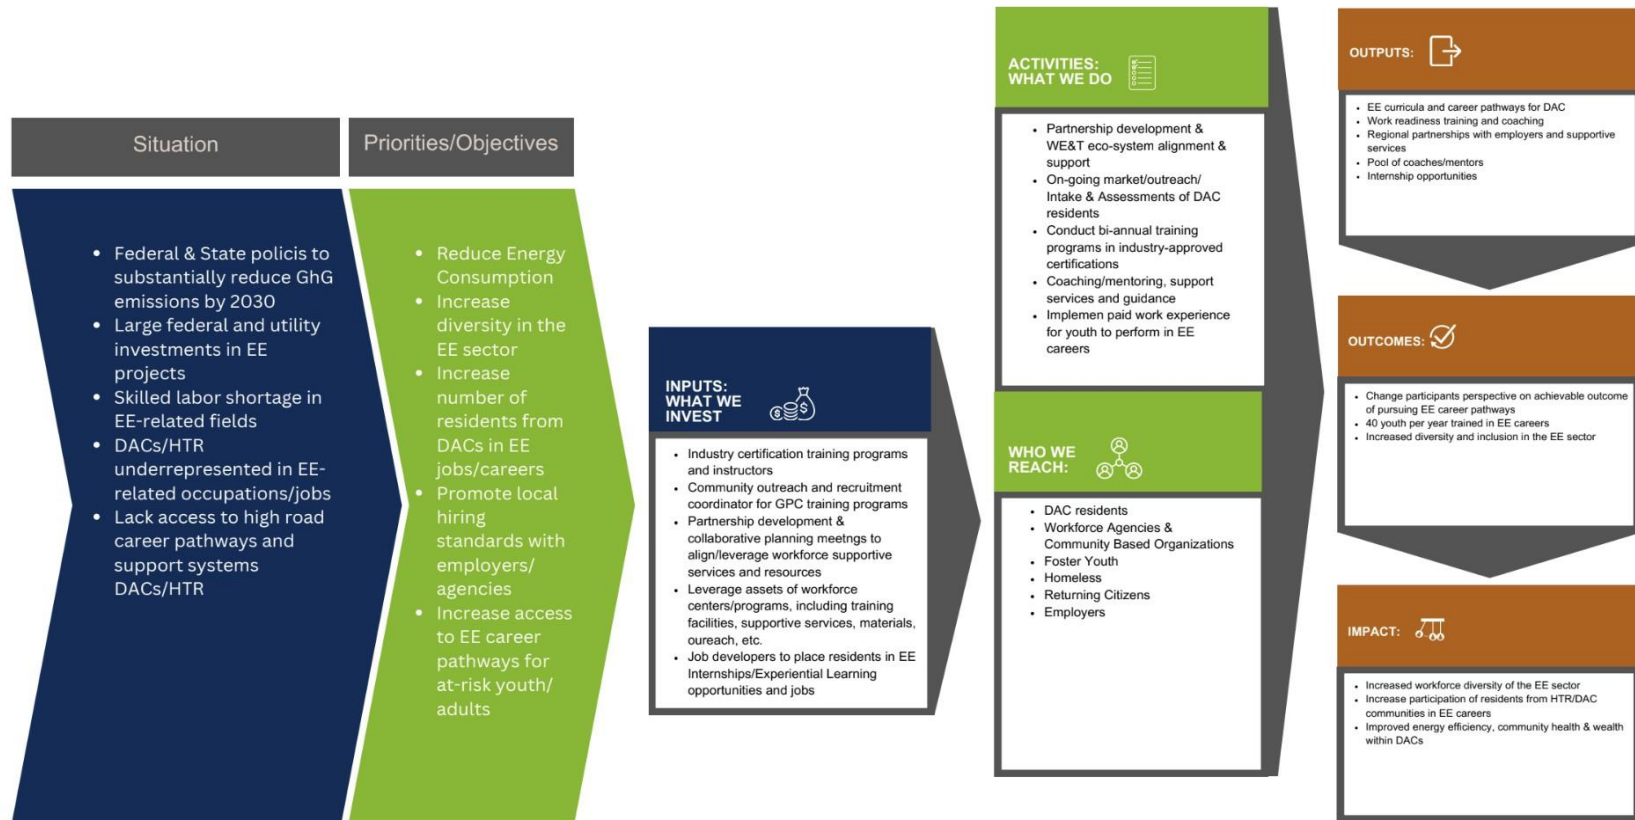 Situation
• Federal & State policis to
substantially reduce GhG
emissions by 2030
• Large federal and utility
investments in EE
projects
• Skilled labor shortage in
EE-related fields
• DACs/HTR
underrepresented in EE-
related occupations/jobs
• Lack access to high road
career pathways and
support systems
DACs/HTR
Priorities/Objectives
• Reduce Energy
Consumption
• Increase
diversity in the
EE sector
• Increase
number of
residents from
DACs in EE
jobs/careers
• Promote local
hiring
standards with
employers/
agencies
• Increase access
to EE career
pathways for
at-risk youth/
adults
INPUTS:
WHAT WE
INVEST
• Industry certification training programs
and instructors
• Community outreach and recruitment
coordinator for GPC training programs
• Partnership development &
collaborative planning meetngs to
align/leverage workforce supportive
services and resources
• Leverage assets of workforce
centers/programs, including training
facilities, supportive services, materials,
oureach, etc.
• Job developers to place residents in EE
Internships/Experiential Learning
opportunities and jobs
ACTIVITIES:
WHAT WE DO
• Partnership development &
WE&T eco-system alignment &
support
• On-going market/outreach/
Intake & Assessments of DAC
residents
• Conduct bi-annual training
programs in industry-approved
certifications
• Coaching/mentoring, support
services and guidance
• Implemen paid work experience
for youth to perform in EE
careers
WHO WE
REACH:
• DAC residents
• Workforce Agencies &
Community Based Organizations
• Foster Youth
• Homeless
• Returning Citizens
• Employers
OUTPUTS:
• EE curricula and career pathways for DAC
• Work readiness training and coaching
• Regional partnerships with employers and supportive
services
• Pool of coaches/mentors
• Internship opportunities
OUTCOMES:
• Change participants perspective on achievable outcome
of pursuing EE career pathways
• 40 youth per year trained in EE careers
• Increased diversity and inclusion in the EE sector
IMPACT:
• Increased workforce diversity of the EE sector
• Increase participation of residents from HTR/DAC
communities in EE careers
• Improved energy efficiency, community health & wealth
within DACs